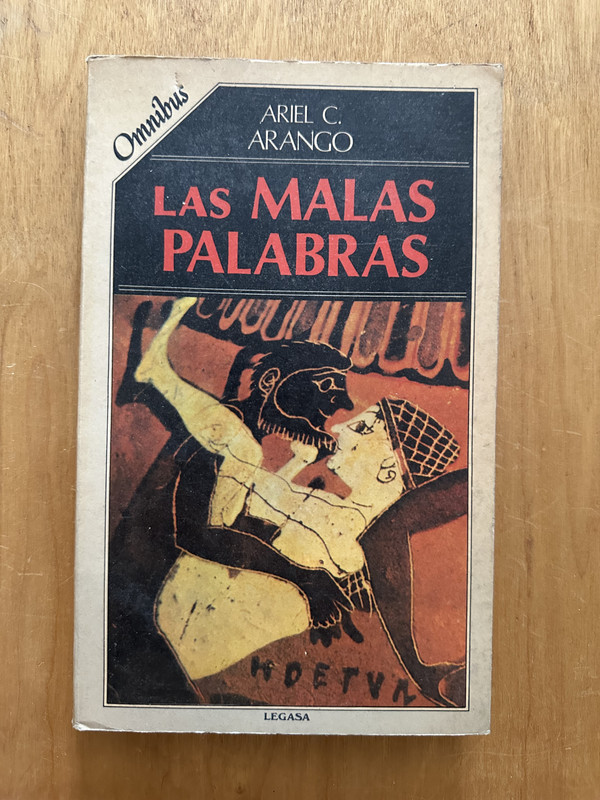 Omnibus
ARIEL C.
ARANGO
LAS MALAS
PALABRAS
LEGASA